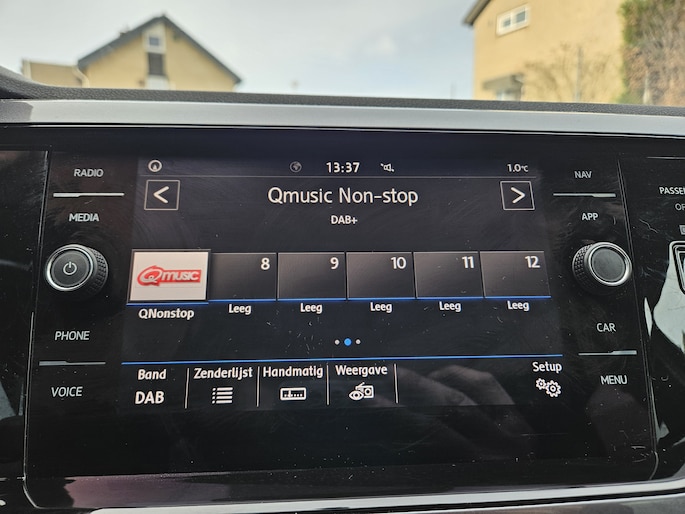 RADIO
MEDIA
PHONE
VOICE
13:37
1.0°C
Qmusic Non-stop
DAB+
Qmusic
8
9
10
11
12
QNonstop
Leeg
Leeg
Leeg
Leeg
Leeg
Band
DAB
Zenderlijst
Handmatig
Weergave
Setup
NAV
APP
CAR
MENU